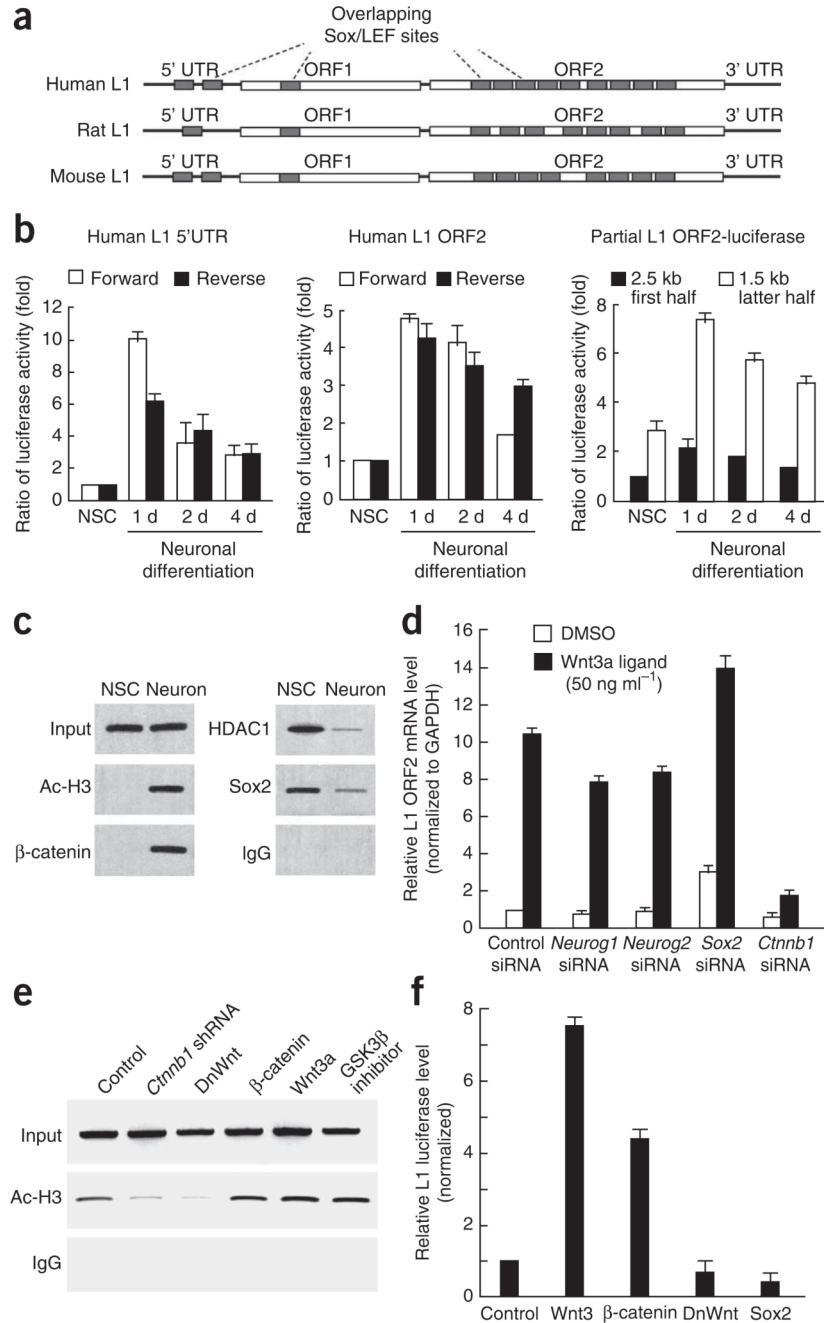 a
Overlapping
Sox/LEF sites
5' UTR ORF1 ORF2 3' UTR
Human L1
5' UTR ORF1 ORF2 3' UTR
Rat L1
5' UTR ORF1 ORF2 3' UTR
Mouse L1
b
Human L1 5'UTR
Forward Reverse
Ratio of luciferase activity (fold)
12
10
8
6
4
2
0
NSC 1 d 2 d 4 d
Neuronal
differentiation
Human L1 ORF2
Forward Reverse
Ratio of luciferase activity (fold)
5
4
3
2
1
0
NSC 1 d 2 d 4 d
Neuronal
differentiation
Partial L1 ORF2-luciferase
2.5 kb 1.5 kb
first half latter half
Ratio of luciferase activity (fold)
8
6
4
2
0
NSC 1 d 2 d 4 d
Neuronal
differentiation
c
NSC Neuron
Input
Ac-H3
β-catenin
NSC Neuron
HDAC1
Sox2
IgG
d
DMSO
Wnt3a ligand
(50 ng ml⁻¹)
Relative L1 ORF2 mRNA level
(normalized to GAPDH)
16
14
12
10
8
6
4
2
0
Control Neurog1 Neurog2 Sox2 Ctnnb1
siRNA siRNA siRNA siRNA siRNA
e
Control
Ctnnb1 shRNA
DnWnt
β-catenin
Wnt3a
GSK3β
inhibitor
Input
Ac-H3
IgG
f
Relative L1 luciferase level
(normalized)
8
6
4
2
0
Control Wnt3 β-catenin DnWnt Sox2